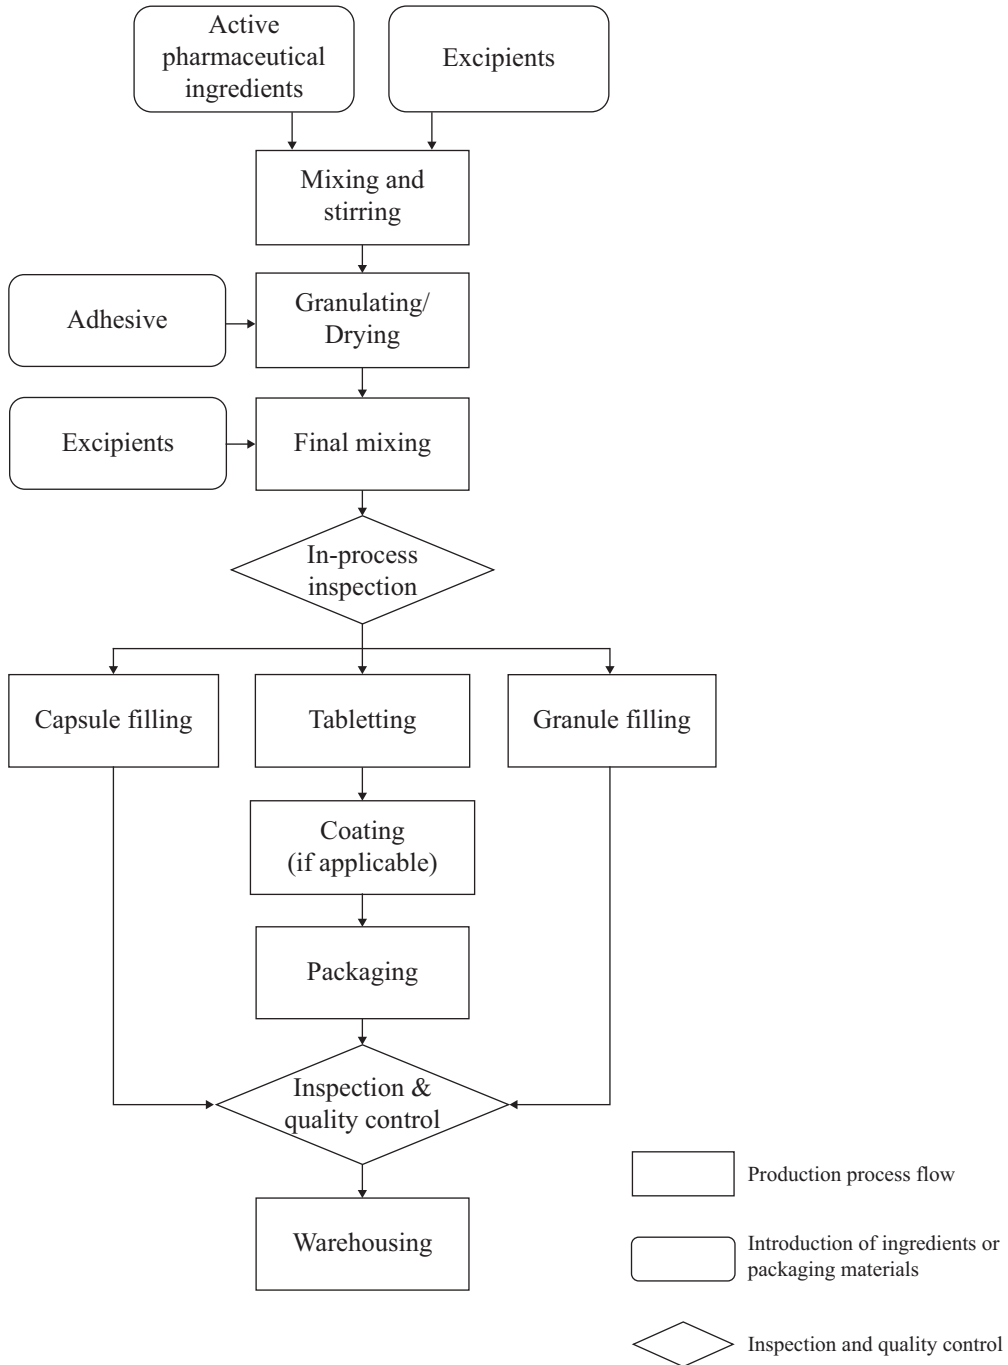 Active
pharmaceutical
ingredients
Excipients
Mixing and
stirring
Adhesive
Granulating/
Drying
Excipients
Final mixing
In-process
inspection
Capsule filling
Tabletting
Granule filling
Coating
(if applicable)
Packaging
Inspection &
quality control
Warehousing
Production process flow
Introduction of ingredients or
packaging materials
Inspection and quality control